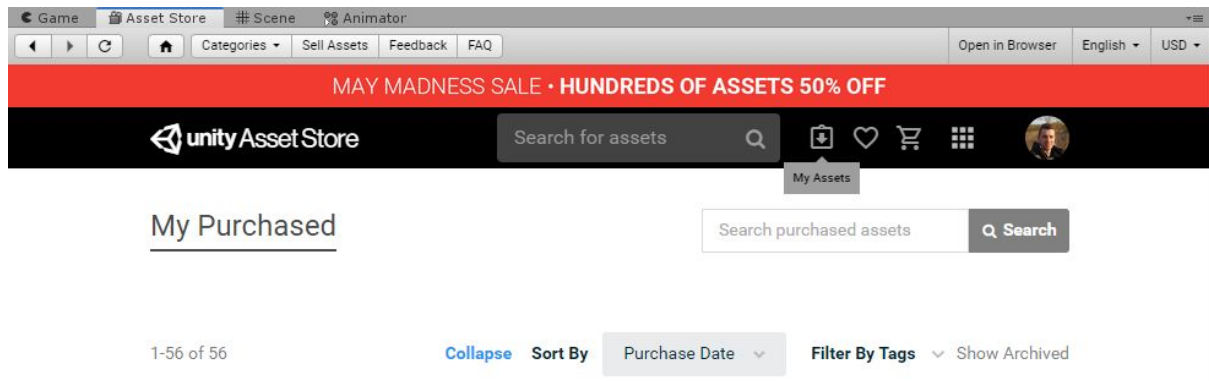 Game Asset Store Scene Animator
Categories Sell Assets Feedback FAQ Open in Browser English USD
MAY MADNESS SALE • HUNDREDS OF ASSETS 50% OFF
unity Asset Store Search for assets
My Assets
My Purchased Search purchased assets Search
1-56 of 56 Collapse Sort By Purchase Date Filter By Tags Show Archived